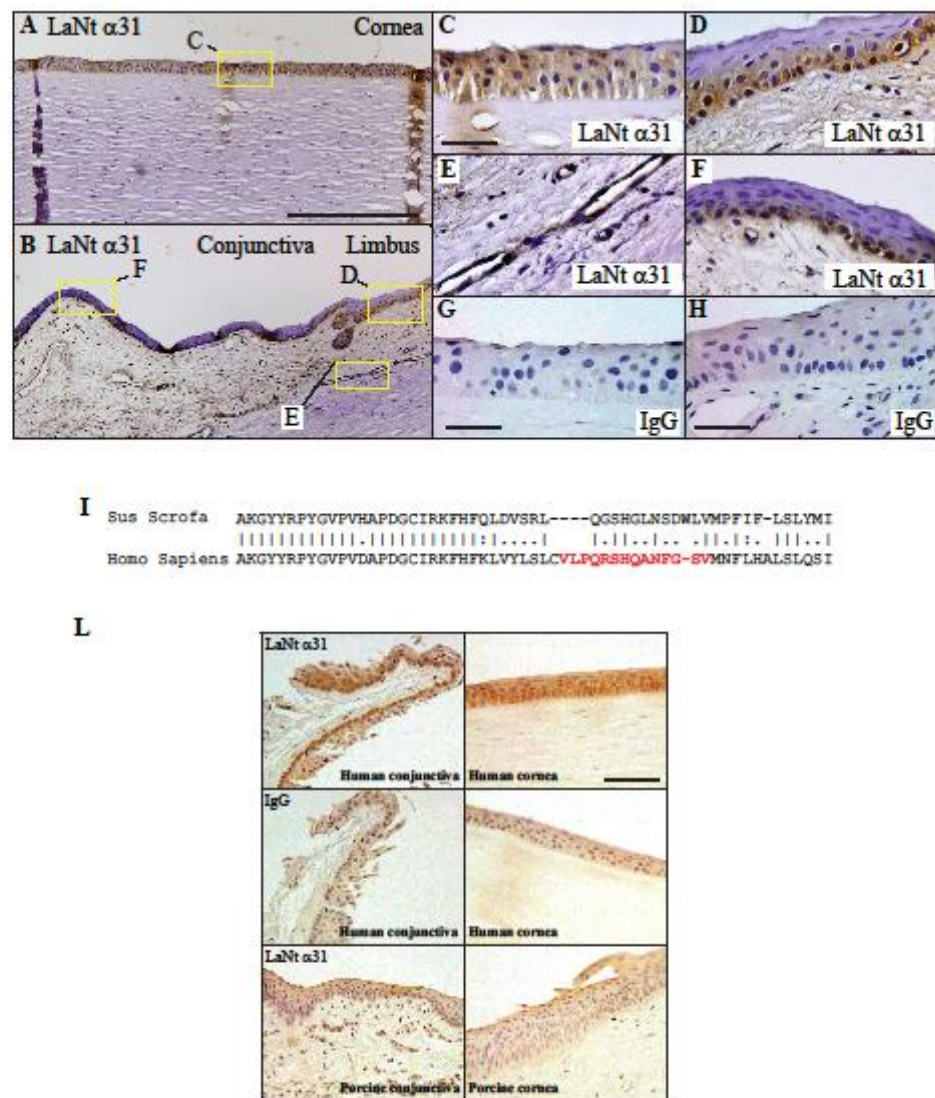 A LaNt α31 Cornea
C
B LaNt α31 Conjunctiva Limbus
F
D
E
C
LaNt α31
D
LaNt α31
E
LaNt α31
F
LaNt α31
G
IgG
H
IgG
I
Sus Scrofa AKGYYRPYGVPVHAPDGCIRKFHFQLDVSRL-----QGSHGLNSDWLVMPFIF-LSLYMI
||||||||||||.|||||||||||:|....| |....|.. ..|.|:. |||..|
Homo Sapiens AKGYYRPYGVPVDAPDGCIRKFHFKLVYLSLCVLPQRSHQANFG-SVMNFLHALSLQSI
L
LaNt α31
Human conjunctiva
Human cornea
IgG
Human conjunctiva
Human cornea
LaNt α31
Porcine conjunctiva
Porcine cornea